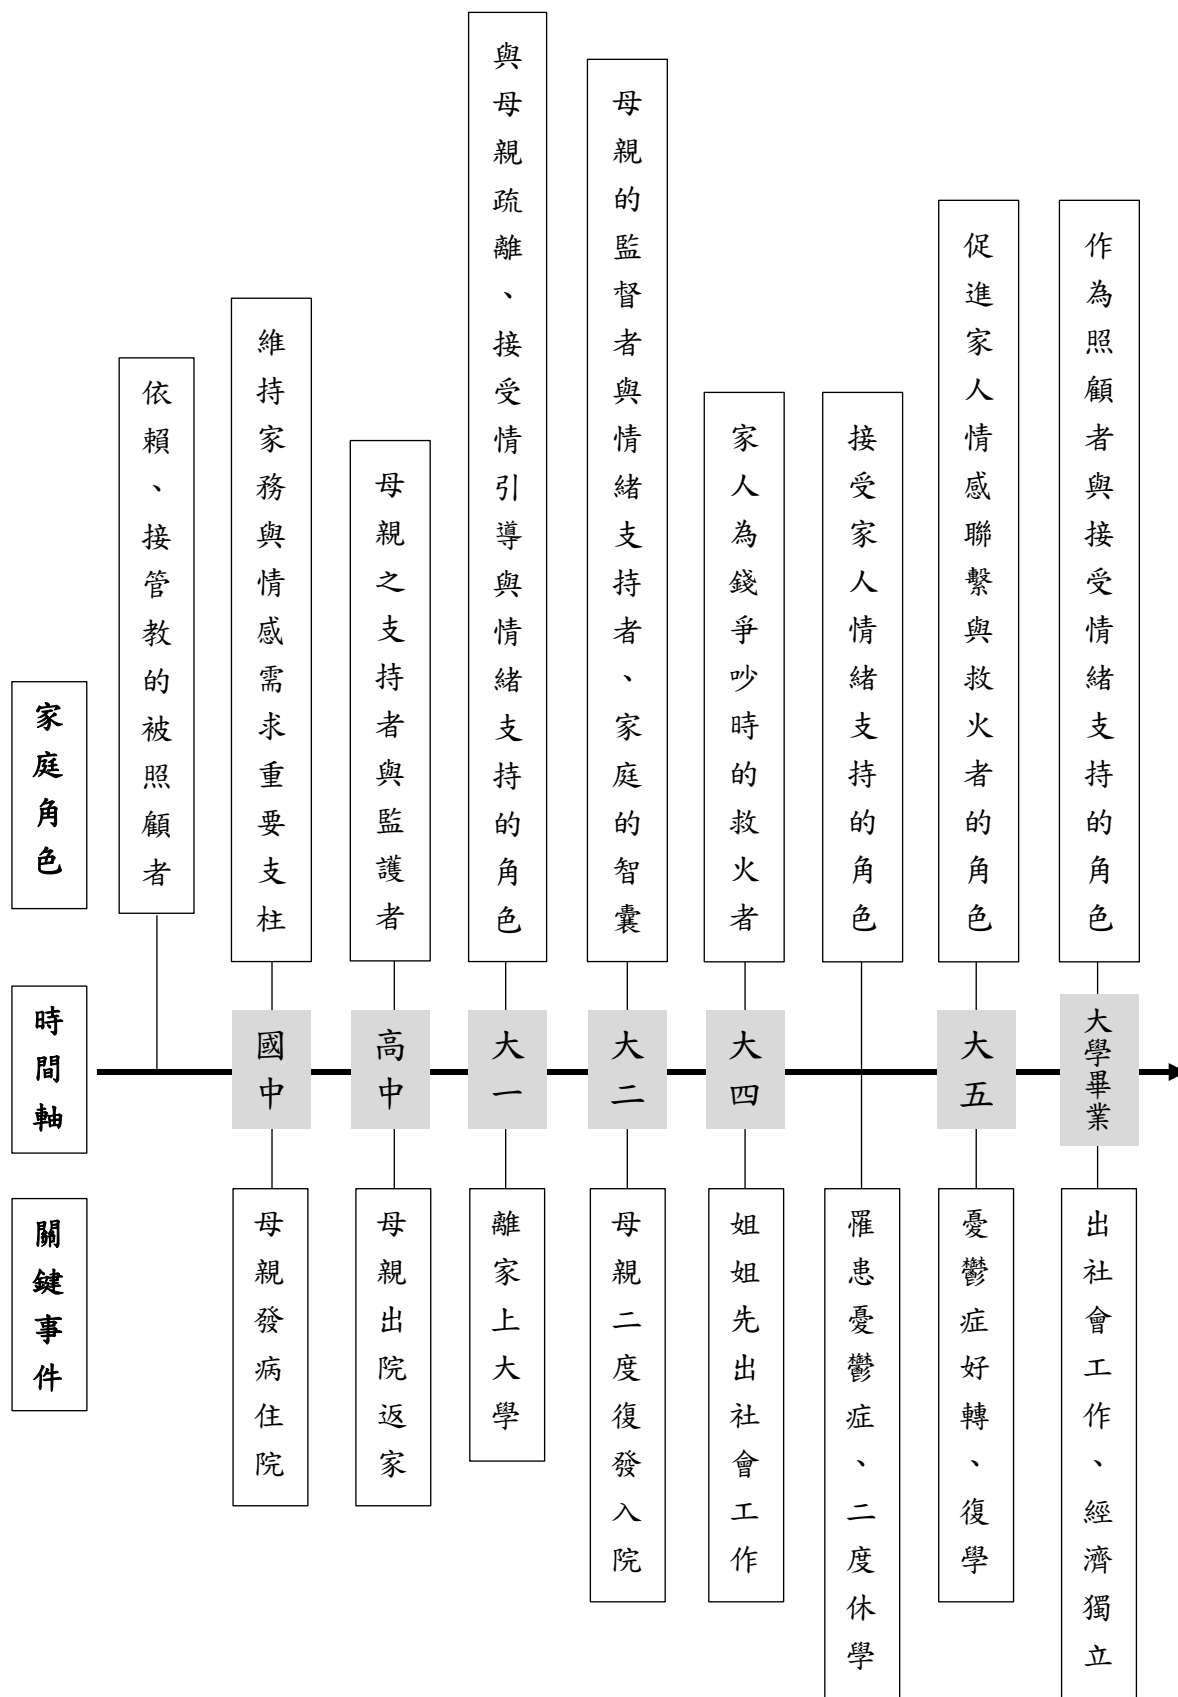 家庭角色
依賴、接管教的被照顧者
維持家務與情感需求重要支柱
母親之支持者與監護者
與母親疏離、接受情引導與情緒支持的角色
母親的監督者與情緒支持者、家庭的智囊
家人為錢爭吵時的救火者
接受家人情緒支持的角色
促進家人情感聯繫與救火者的角色
作為照顧者與接受情緒支持的角色
時間軸
國中
高中
大一
大二
大四
大五
大學畢業
關鍵事件
母親發病住院
母親出院返家
離家上大學
母親二度復發入院
姐姐先出社會工作
罹患憂鬱症、二度休學
憂鬱症好轉、復學
出社會工作、經濟獨立